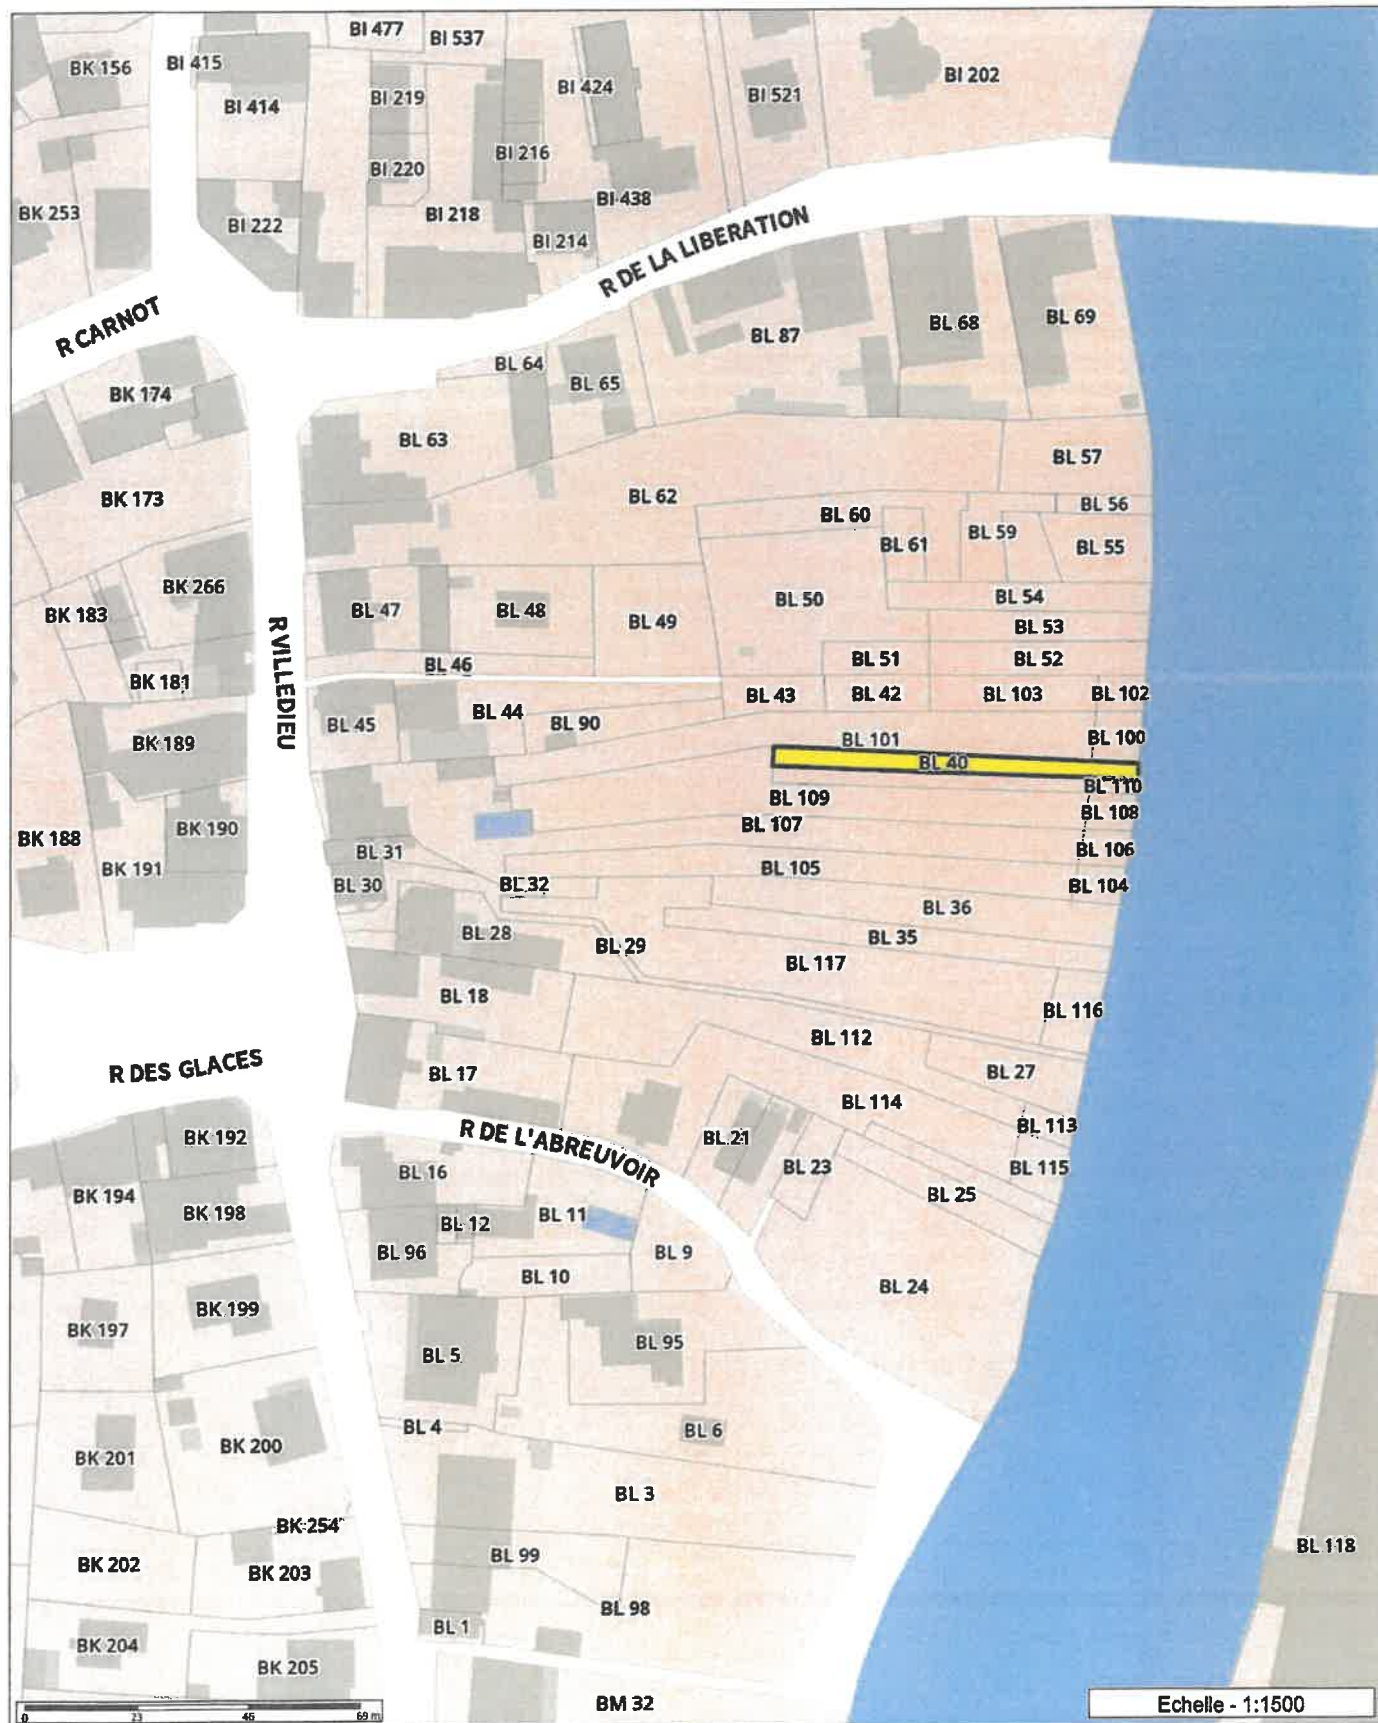 BI 477
BI 537
BK 156
BI 415
BI 414
BI 219
BI 424
BI 521
BI 202
BI 220
BI 216
BK 253
BI 222
BI 218
BI 438
BI 214
R DE LA LIBERATION
R CARNOT
BL 64
BL 87
BL 68
BL 69
BK 174
BL 65
BL 63
BL 57
BK 173
BL 62
BL 60
BL 56
BL 61
BL 59
BL 55
BK 266
BK 183
BL 47
BL 48
BL 49
BL 50
BL 54
BL 53
R VILLEDIEU
BL 46
BL 51
BL 52
BK 181
BL 43
BL 42
BL 103
BL 102
BL 45
BL 44
BL 90
BK 189
BL 101
BL 100
BL 40
BL 110
BL 109
BL 108
BK 188
BK 190
BL 107
BL 31
BL 106
BK 191
BL 30
BL 32
BL 105
BL 104
BL 36
BL 28
BL 29
BL 35
BL 117
BL 18
BL 116
BL 112
R DES GLACES
BL 17
BL 27
BL 114
BK 192
R DE L'ABREUVOIR
BL 21
BL 113
BL 16
BL 23
BL 115
BK 194
BK 198
BL 12
BL 11
BL 25
BL 96
BL 9
BL 10
BL 24
BK 197
BK 199
BL 5
BL 95
BL 4
BL 6
BK 201
BK 200
BL 3
BK 254
BK 202
BK 203
BL 99
BL 118
BL 98
BL 1
BK 204
BK 205
BM 32
0 23 46 69 m
Echelle - 1:1500